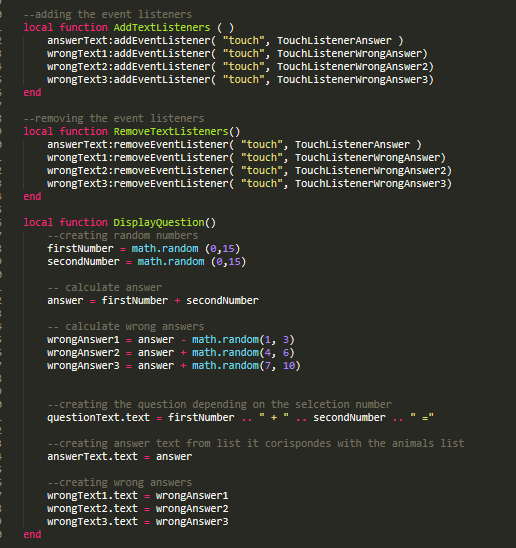 --adding the event listeners
local function AddTextListeners ( )
    answerText:addEventListener( "touch", TouchListenerAnswer )
    wrongText1:addEventListener( "touch", TouchListenerWrongAnswer)
    wrongText2:addEventListener( "touch", TouchListenerWrongAnswer2)
    wrongText3:addEventListener( "touch", TouchListenerWrongAnswer3)
end

--removing the event listeners
local function RemoveTextListeners()
    answerText:removeEventListener( "touch", TouchListenerAnswer )
    wrongText1:removeEventListener( "touch", TouchListenerWrongAnswer)
    wrongText2:removeEventListener( "touch", TouchListenerWrongAnswer2)
    wrongText3:removeEventListener( "touch", TouchListenerWrongAnswer3)
end

local function DisplayQuestion()
    --creating random numbers
    firstNumber = math.random (0,15)
    secondNumber = math.random (0,15)

    -- calculate answer
    answer = firstNumber + secondNumber

    -- calculate wrong answers
    wrongAnswer1 = answer - math.random(1, 3)
    wrongAnswer2 = answer + math.random(4, 6)
    wrongAnswer3 = answer + math.random(7, 10)

    --creating the question depending on the selcetion number
    questionText.text = firstNumber .. " + " .. secondNumber .. " ="

    --creating answer text from list it corispondes with the animals list
    answerText.text = answer

    --creating wrong answers
    wrongText1.text = wrongAnswer1
    wrongText2.text = wrongAnswer2
    wrongText3.text = wrongAnswer3
end